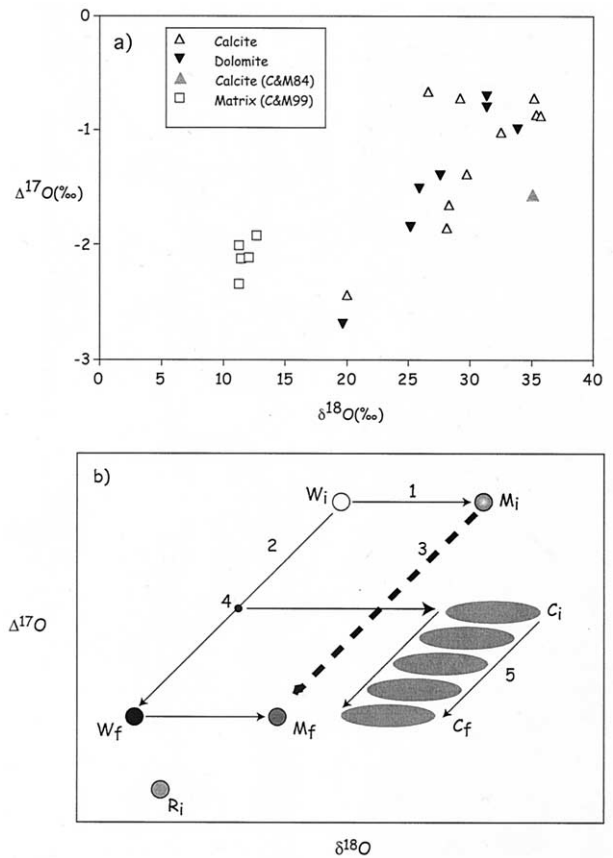 0
a)
Calcite
Dolomite
Calcite (C&M84)
Matrix (C&M99)
-1
Δ¹⁷O(‰)
-2
-3
0 5 10 15 20 25 30 35 40
δ¹⁸O(‰)
b)
Wi 1 Mi
2 3
4
Ci
Δ¹⁷O
5
Wf Mf Cf
Ri
δ¹⁸O